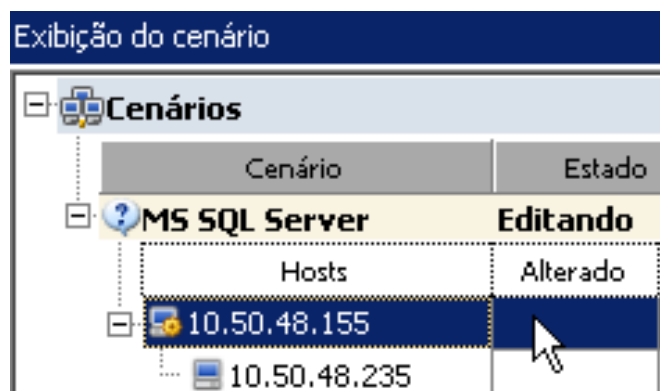 Exibição do cenário
Cenários
Cenário Estado
MS SQL Server Editando
Hosts Alterado
10.50.48.155
10.50.48.235